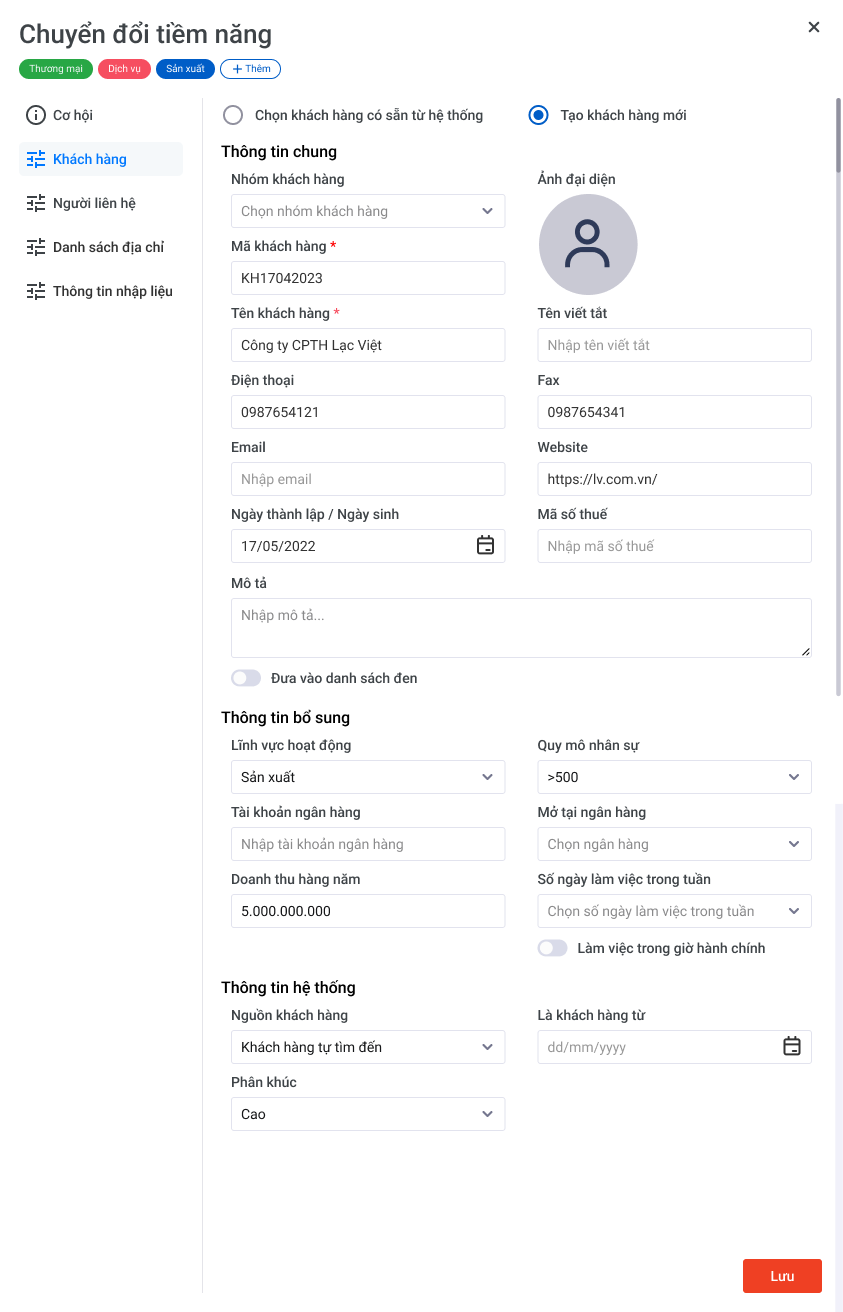 Chuyển đổi tiềm năng
Thương mại Dịch vụ Sản xuất + Thêm
Cơ hội
Khách hàng
Người liên hệ
Danh sách địa chỉ
Thông tin nhập liệu
Chọn khách hàng có sẵn từ hệ thống Tạo khách hàng mới
Thông tin chung
Nhóm khách hàng Ảnh đại diện
Chọn nhóm khách hàng
Mã khách hàng *
KH17042023
Tên khách hàng * Tên viết tắt
Công ty CPTH Lạc Việt Nhập tên viết tắt
Điện thoại Fax
0987654121 0987654341
Email Website
Nhập email https://lv.com.vn/
Ngày thành lập / Ngày sinh Mã số thuế
17/05/2022 Nhập mã số thuế
Mô tả
Nhập mô tả...
Đưa vào danh sách đen
Thông tin bổ sung
Lĩnh vực hoạt động Quy mô nhân sự
Sản xuất >500
Tài khoản ngân hàng Mở tại ngân hàng
Nhập tài khoản ngân hàng Chọn ngân hàng
Doanh thu hàng năm Số ngày làm việc trong tuần
5.000.000.000 Chọn số ngày làm việc trong tuần
Làm việc trong giờ hành chính
Thông tin hệ thống
Nguồn khách hàng Là khách hàng từ
Khách hàng tự tìm đến dd/mm/yyyy
Phân khúc
Cao
Lưu